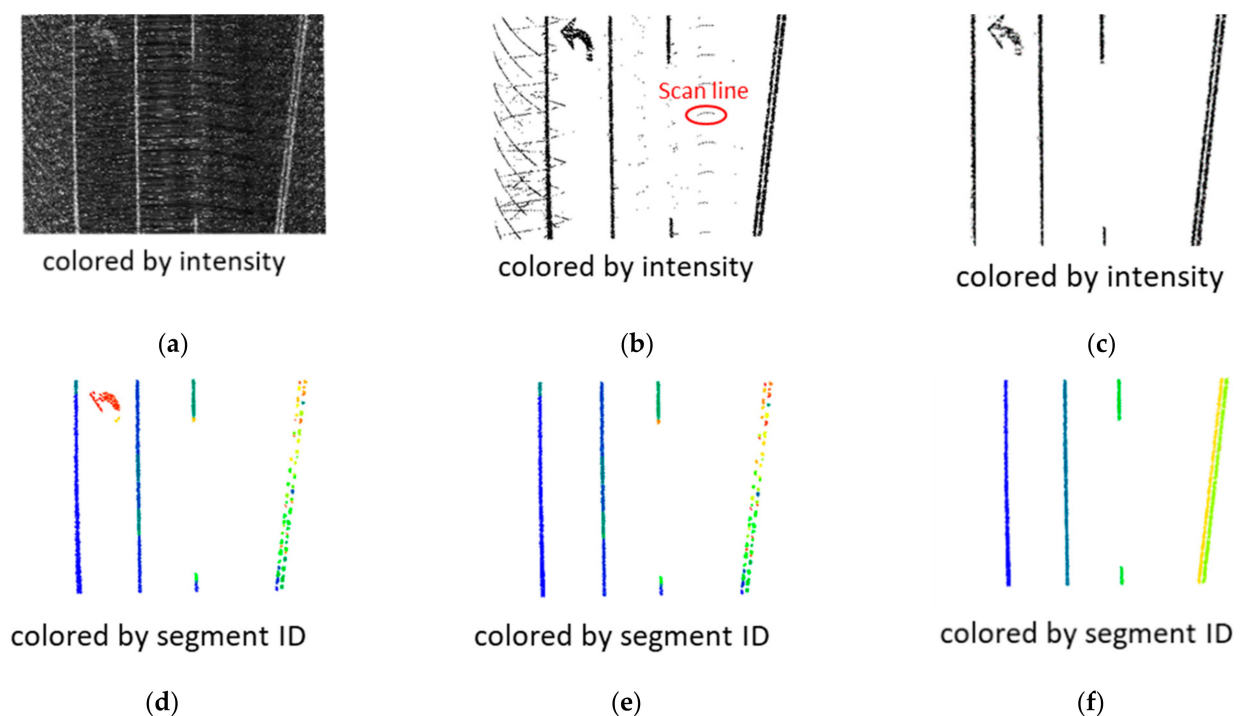 Scan line
colored by intensity
colored by intensity
colored by intensity
(a)
(b)
(c)
colored by segment ID
colored by segment ID
colored by segment ID
(d)
(e)
(f)